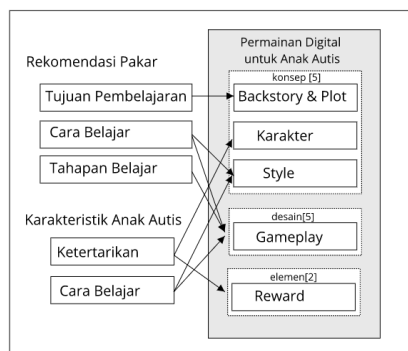 Rekomendasi Pakar
Tujuan Pembelajaran
Cara Belajar
Tahapan Belajar
Karakteristik Anak Autis
Ketertarikan
Cara Belajar
Permainan Digital
untuk Anak Autis
konsep [5]
Backstory & Plot
Karakter
Style
desain[5]
Gameplay
elemen[2]
Reward